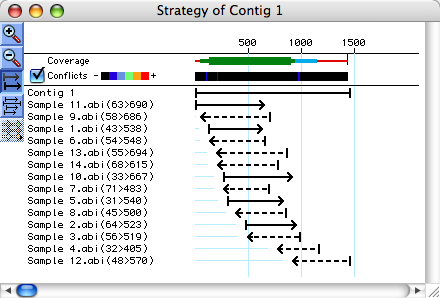 Strategy of Contig 1
500 1000 1500
Coverage
Conflicts - +
Contig 1
Sample 11.abi(63>690)
Sample 9.abi(58>686)
Sample 1.abi(43>538)
Sample 6.abi(54>548)
Sample 13.abi(55>694)
Sample 14.abi(68>615)
Sample 10.abi(33>667)
Sample 7.abi(71>483)
Sample 5.abi(31>540)
Sample 8.abi(45>500)
Sample 2.abi(64>523)
Sample 3.abi(56>519)
Sample 4.abi(32>405)
Sample 12.abi(48>570)